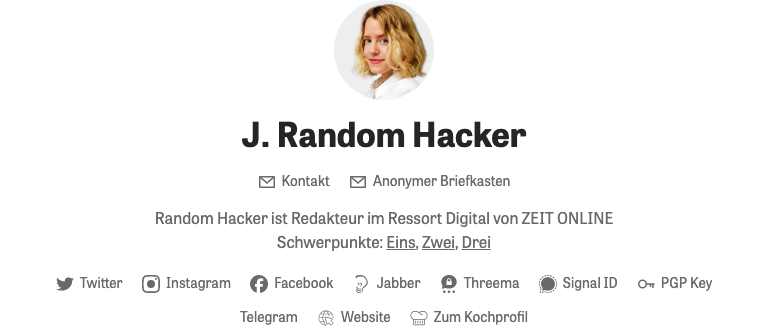 J. Random Hacker
Kontakt Anonymer Briefkasten
Random Hacker ist Redakteur im Ressort Digital von ZEIT ONLINE
Schwerpunkte: Eins, Zwei, Drei
Twitter Instagram Facebook Jabber Threema Signal ID PGP Key
Telegram Website Zum Kochprofil